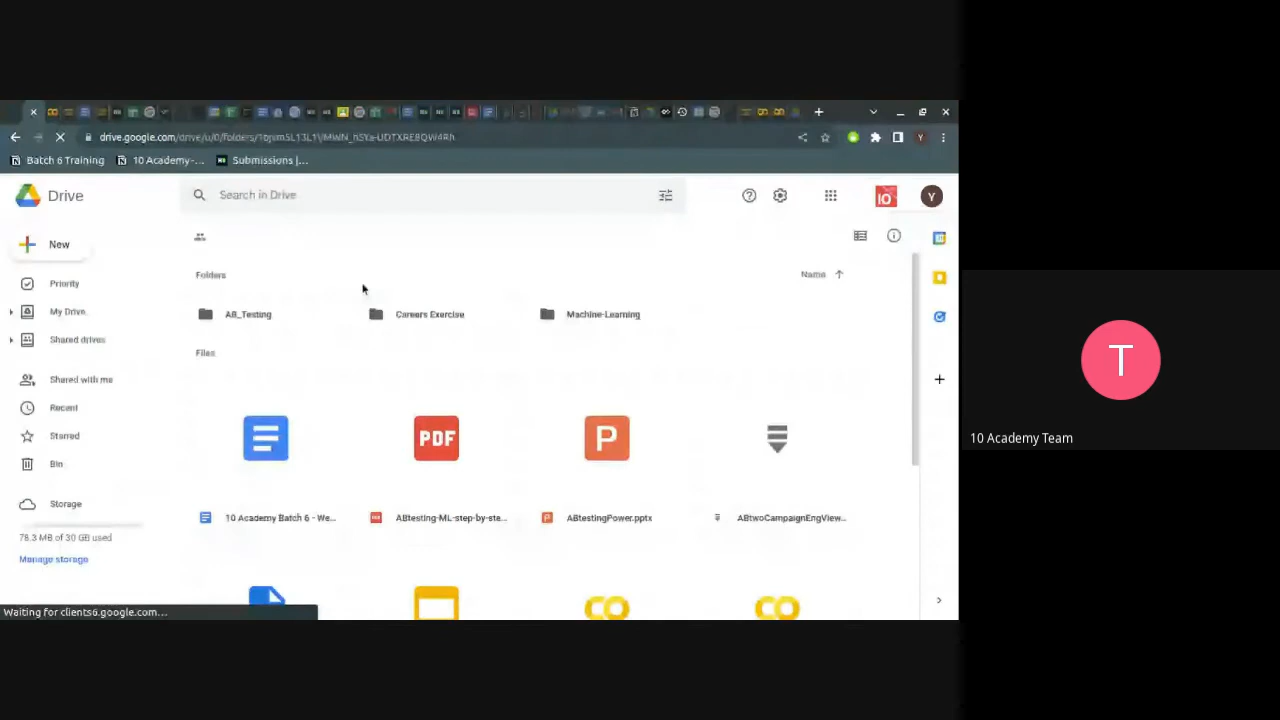 Batch 6 Training
10 Academy-...
Submissions |...
Drive
Search in Drive
IO
Y
New
Priority
My Drive
Shared drives
Shared with me
Recent
Starred
Bin
Storage
78.3 MB of 30 GB used
Manage storage
Folders
Name
AB_Testing
Careers Exercise
Machine-Learning
Files
PDF
P
10 Academy Batch 6 - We...
ABtesting-ML-step-by-ste...
ABtestingPower.pptx
ABtwoCampaignEngView...
Waiting for clients6.google.com...
T
10 Academy Team